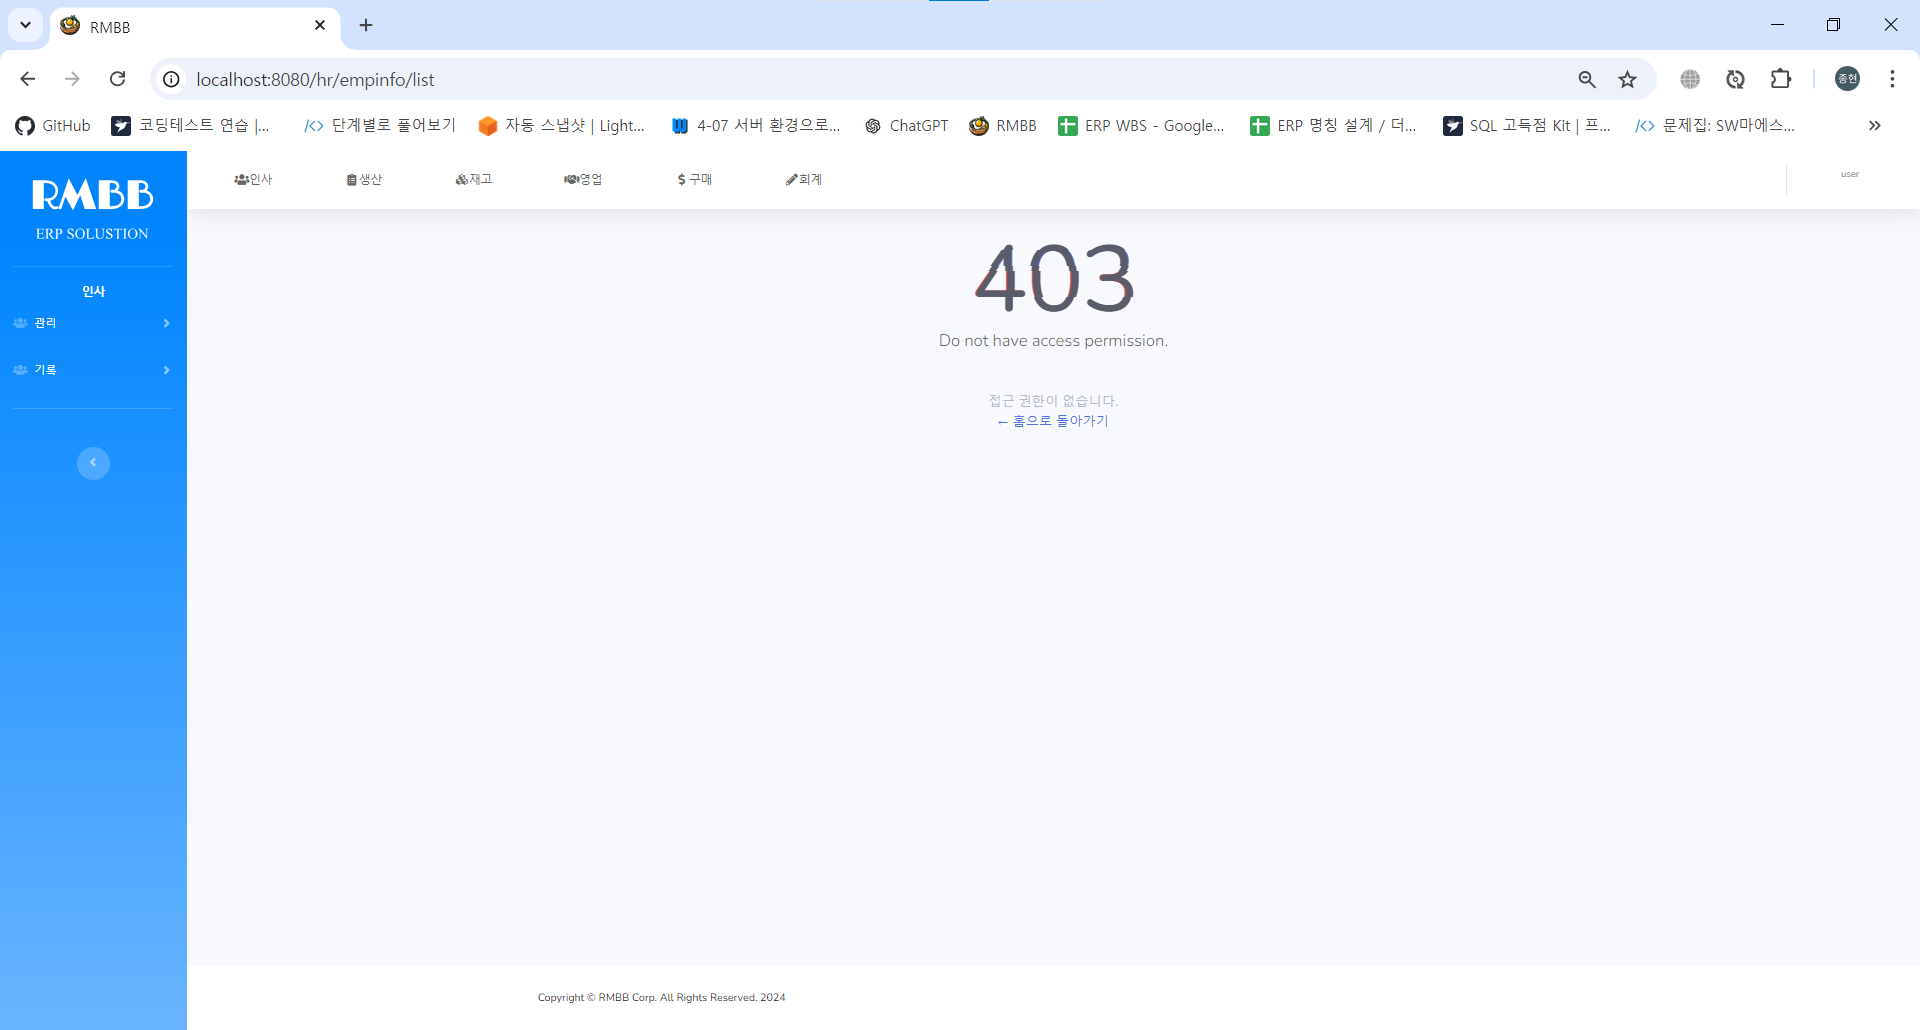 RMBB
localhost:8080/hr/empinfo/list
종현
GitHub
코딩테스트 연습 |...
단계별로 풀어보기
자동 스냅샷 | Light...
4-07 서버 환경으로...
ChatGPT
RMBB
ERP WBS - Google...
ERP 명칭 설계 / 더...
SQL 고득점 Kit | 프...
문제집: SW마에스...
RMBB
ERP SOLUSTION
인사
관리
기록
인사
생산
재고
영업
구매
회계
user
403
Do not have access permission.
접근 권한이 없습니다.
← 홈으로 돌아가기
Copyright © RMBB Corp. All Rights Reserved. 2024